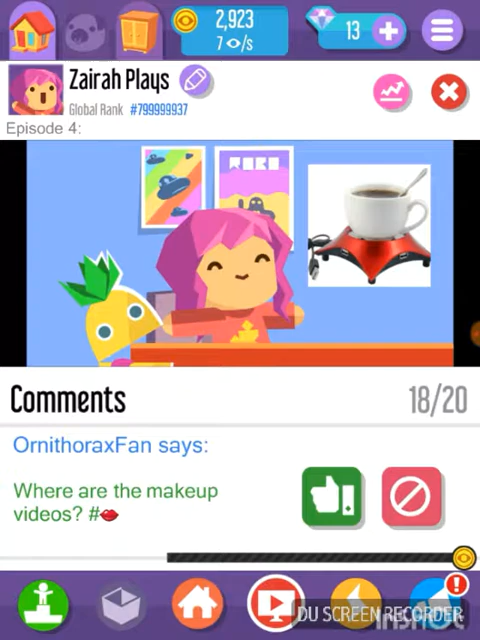 2,923
7 /s
13
Zairah Plays
Global Rank #799999937
Episode 4:
Comments 18/20
OrnithoraxFan says:
Where are the makeup
videos? #💋
DU SCREEN RECORDER